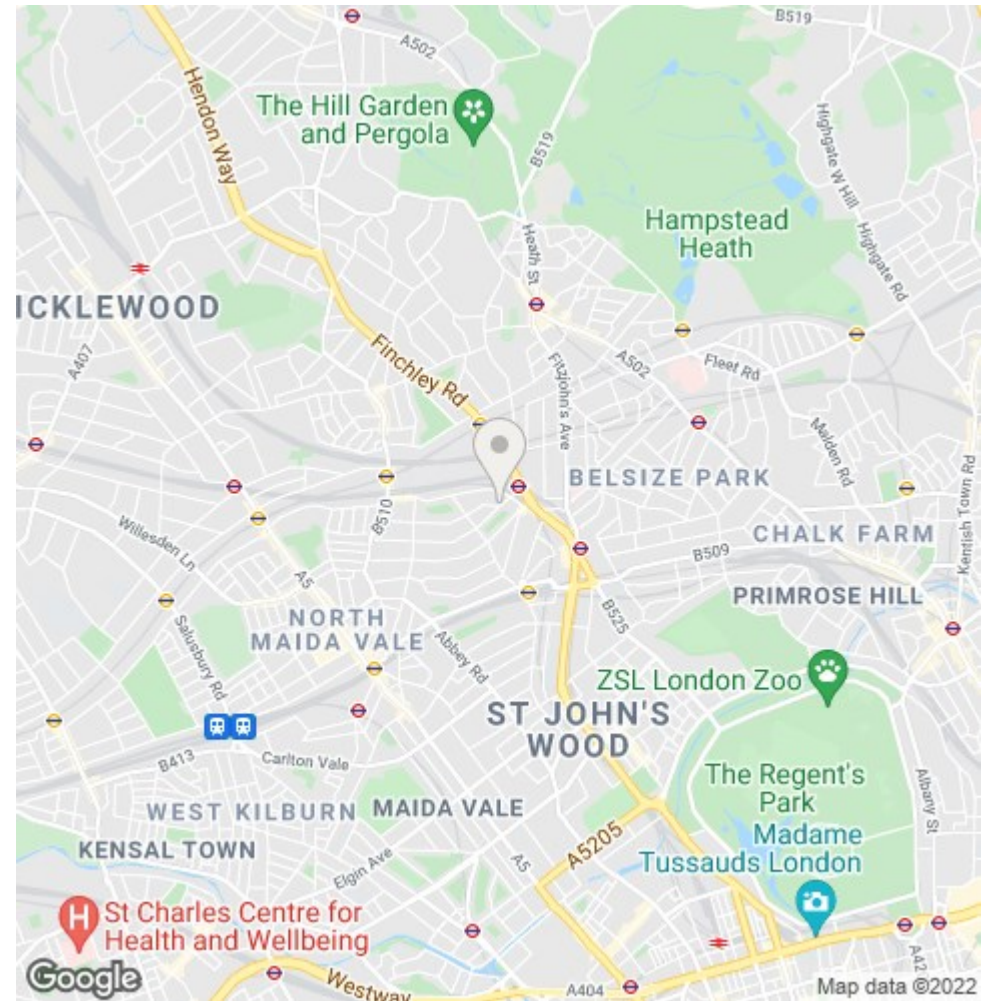 B519
A502
Hendon Way
The Hill Garden
and Pergola
B519
Highgate W Hill
Hampstead
Heath
Heath St
Highgate Rd
ICKLEWOOD
A407
Finchley Rd
Fitzjohn's Ave
A502
Fleet Rd
Malden Rd
Kentish Town Rd
BELSIZE PARK
B510
Willesden Ln
A5
CHALK FARM
B509
PRIMROSE HILL
B525
NORTH
MAIDA VALE
Salusbury Rd
Abbey Rd
ZSL London Zoo
ST JOHN'S
WOOD
B413
Carlton Vale
The Regent's
Park
Albany St
WEST KILBURN
MAIDA VALE
Madame
Tussauds London
KENSAL TOWN
Elgin Ave
A5
A5205
H
St Charles Centre for
Health and Wellbeing
A42
Westway
A404
Google
Map data ©2022